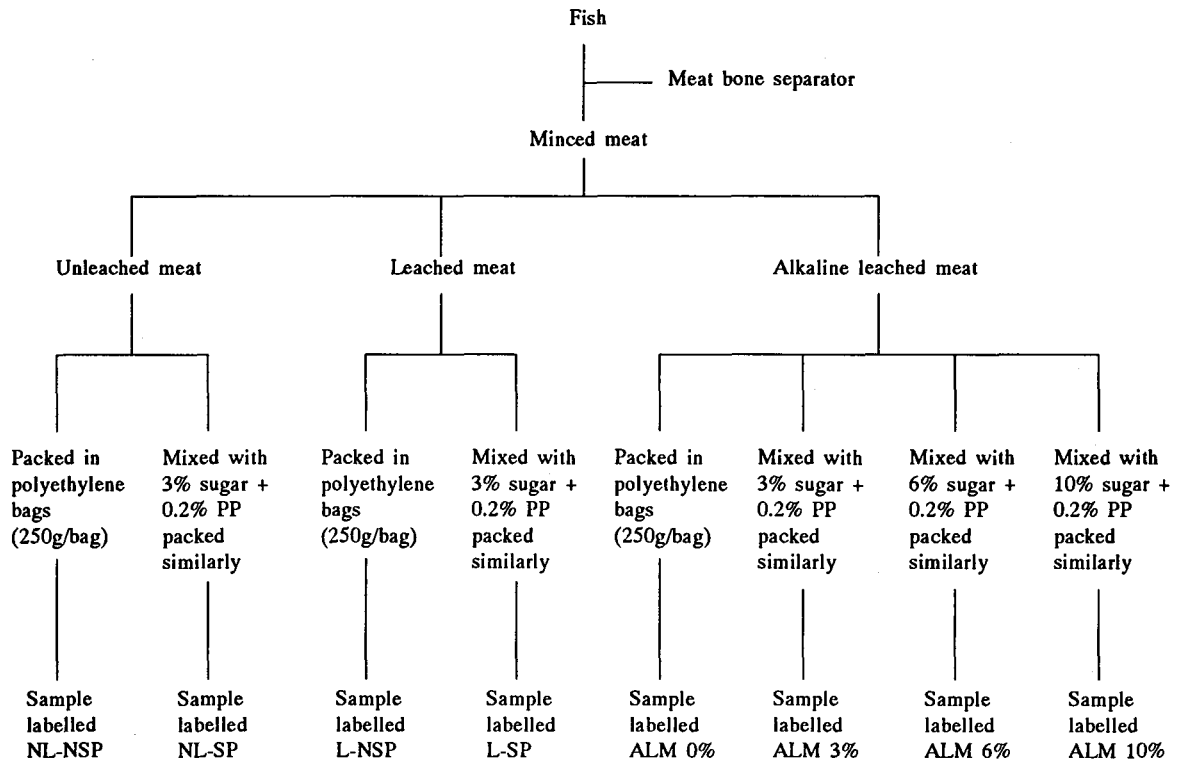 Fish
Meat bone separator
Minced meat
Unleached meat
Leached meat
Alkaline leached meat
Packed in
polyethylene
bags
(250g/bag)
Mixed with
3% sugar +
0.2% PP
packed
similarly
Packed in
polyethylene
bags
(250g/bag)
Mixed with
3% sugar +
0.2% PP
packed
similarly
Packed in
polyethylene
bags
(250g/bag)
Mixed with
3% sugar +
0.2% PP
packed
similarly
Mixed with
6% sugar +
0.2% PP
packed
similarly
Mixed with
10% sugar +
0.2% PP
packed
similarly
Sample
labelled
NL-NSP
Sample
labelled
NL-SP
Sample
labelled
L-NSP
Sample
labelled
L-SP
Sample
labelled
ALM 0%
Sample
labelled
ALM 3%
Sample
labelled
ALM 6%
Sample
labelled
ALM 10%